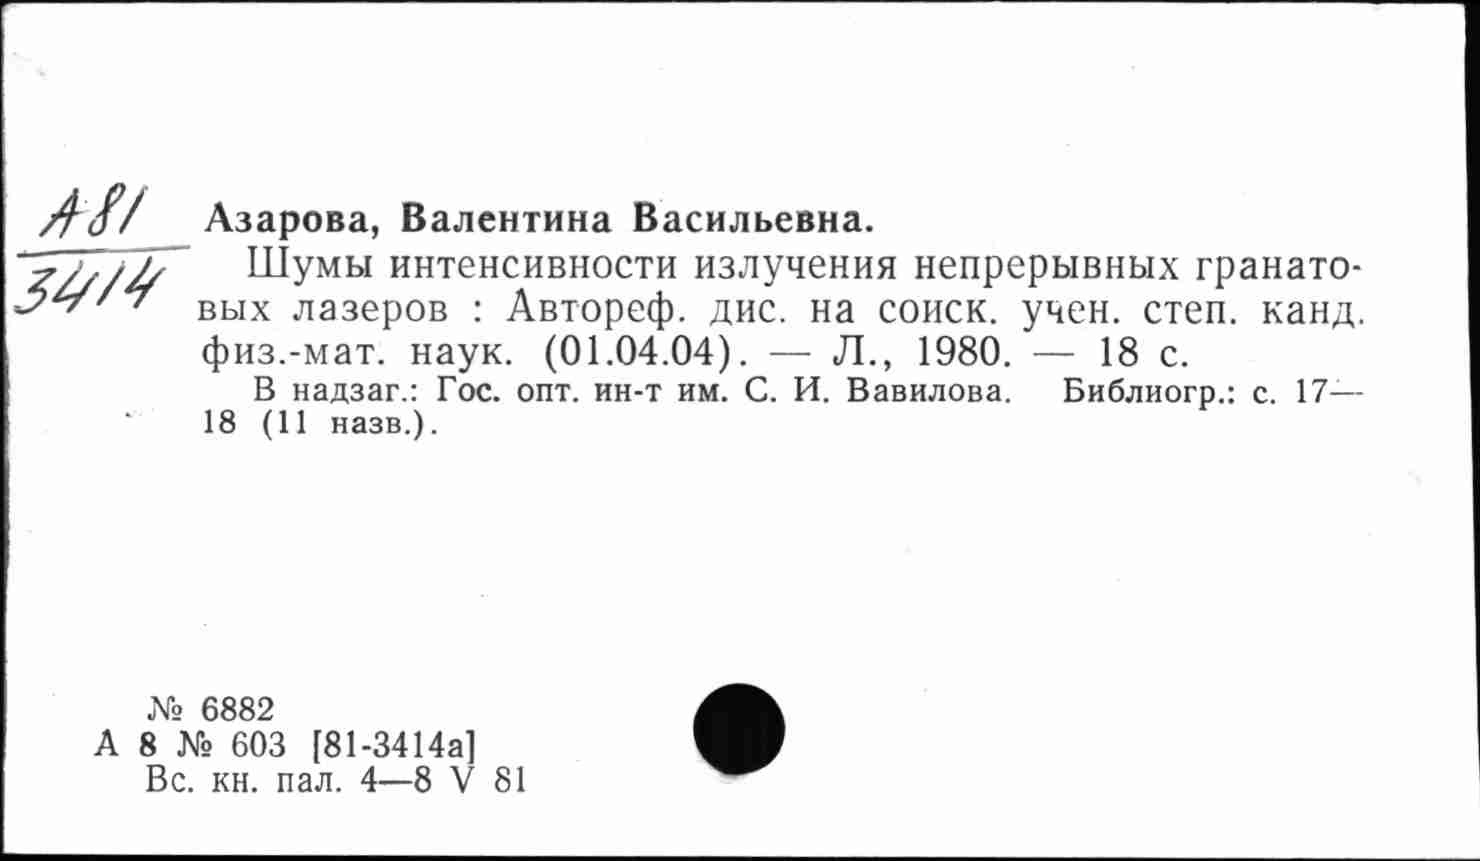 А81
3414
Азарова, Валентина Васильевна.
Шумы интенсивности излучения непрерывных гранато-
вых лазеров : Автореф. дис. на соиск. учен. степ. канд.
физ.-мат. наук. (01.04.04). — Л., 1980. — 18 с.
В надзаг.: Гос. опт. ин-т им. С. И. Вавилова. Библиогр.: с. 17—
18 (11 назв.).
№ 6882
А 8 № 603 [81-3414а]
Вс. кн. пал. 4—8 V 81